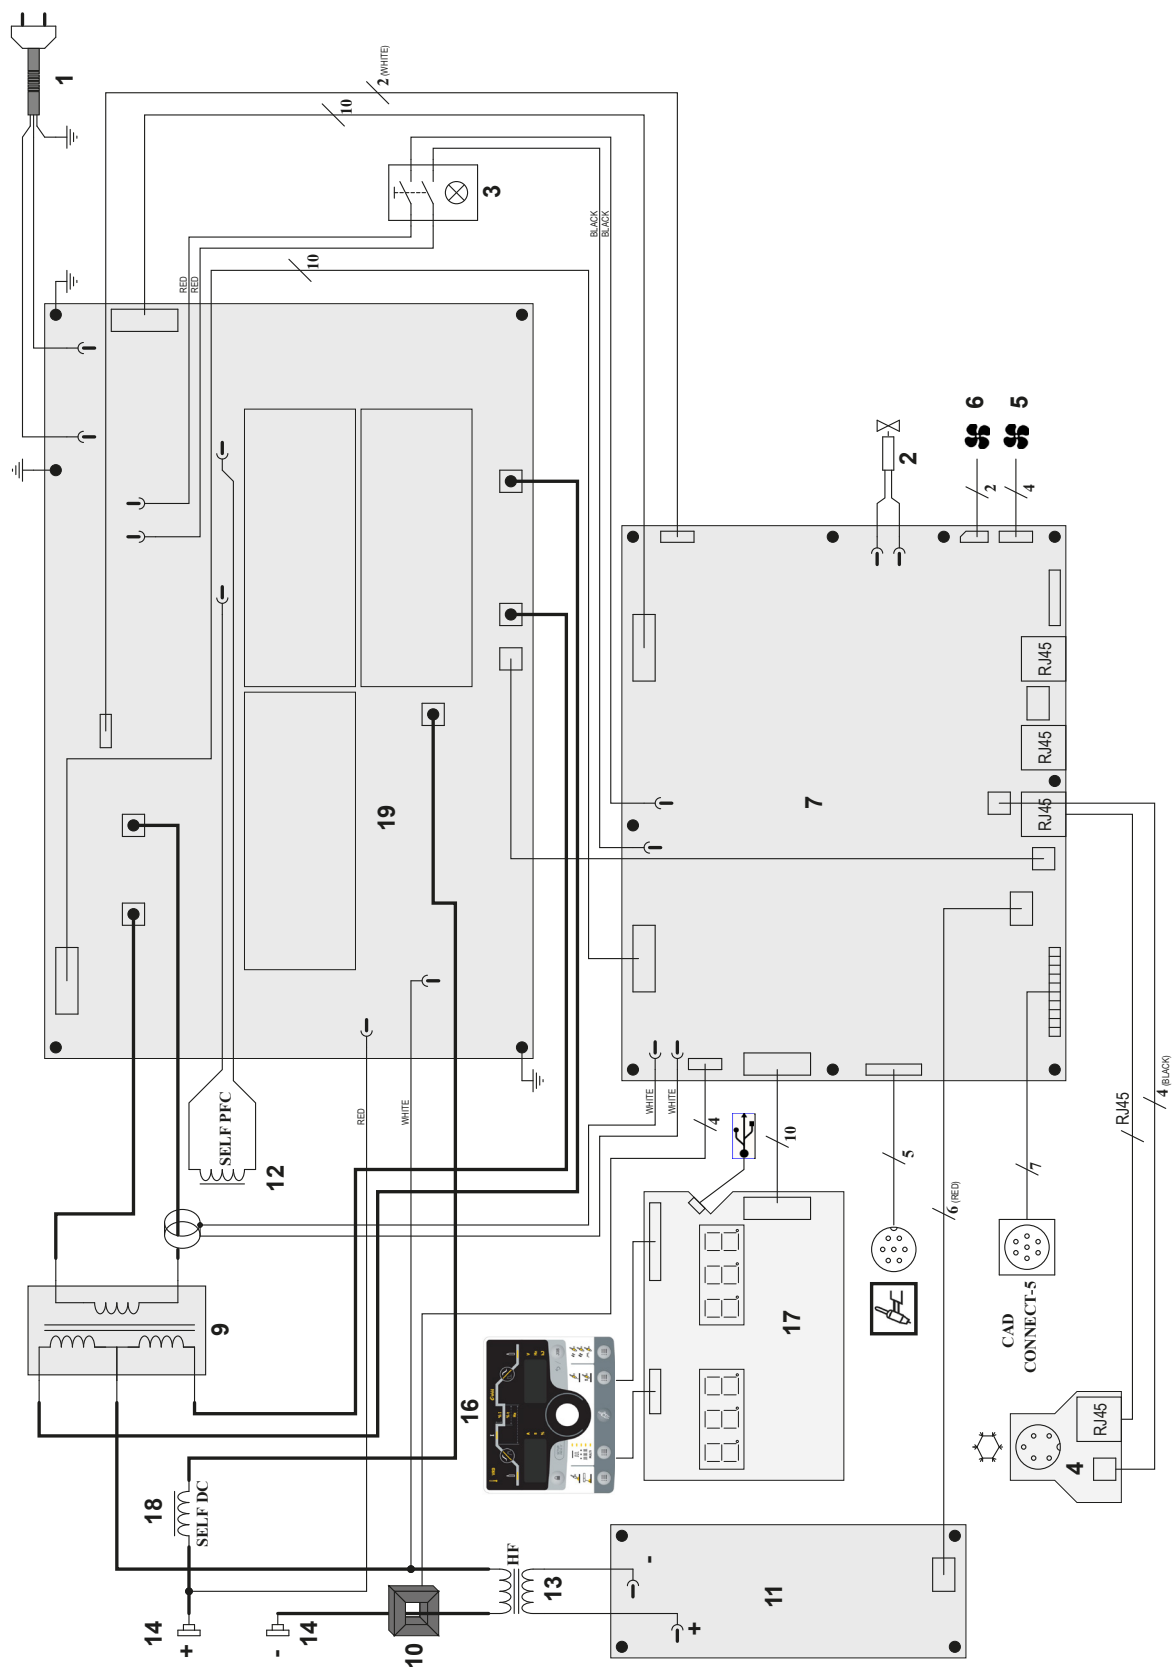 1
2 (WHITE)
10
3
BLACK
BLACK
RED
RED
10
6
5
2
2
4
RJ45
RJ45
RJ45
7
19
SELF PFC
12
RED
WHITE
WHITE
WHITE
4
10
5
6 (RED)
7
RJ45
4 (BLACK)
9
17
CAD
CONNECT-5
16
RJ45
4
18
SELF DC
HF
13
-
+
11
14
+
14
-
10